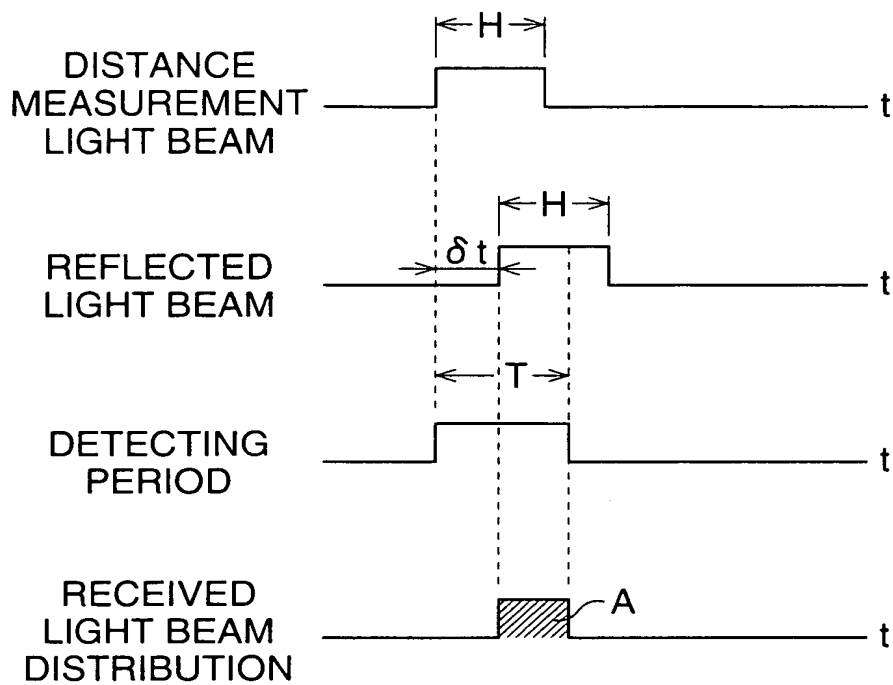 H
DISTANCE
MEASUREMENT
LIGHT BEAM
t
H
δ t
REFLECTED
LIGHT BEAM
t
T
DETECTING
PERIOD
t
RECEIVED
LIGHT BEAM
DISTRIBUTION
A
t